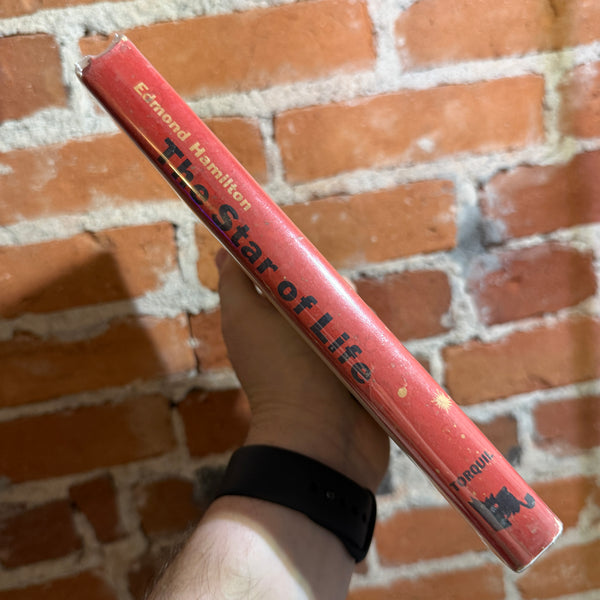 Edmond Hamilton
The Star of Life
TORQUIL